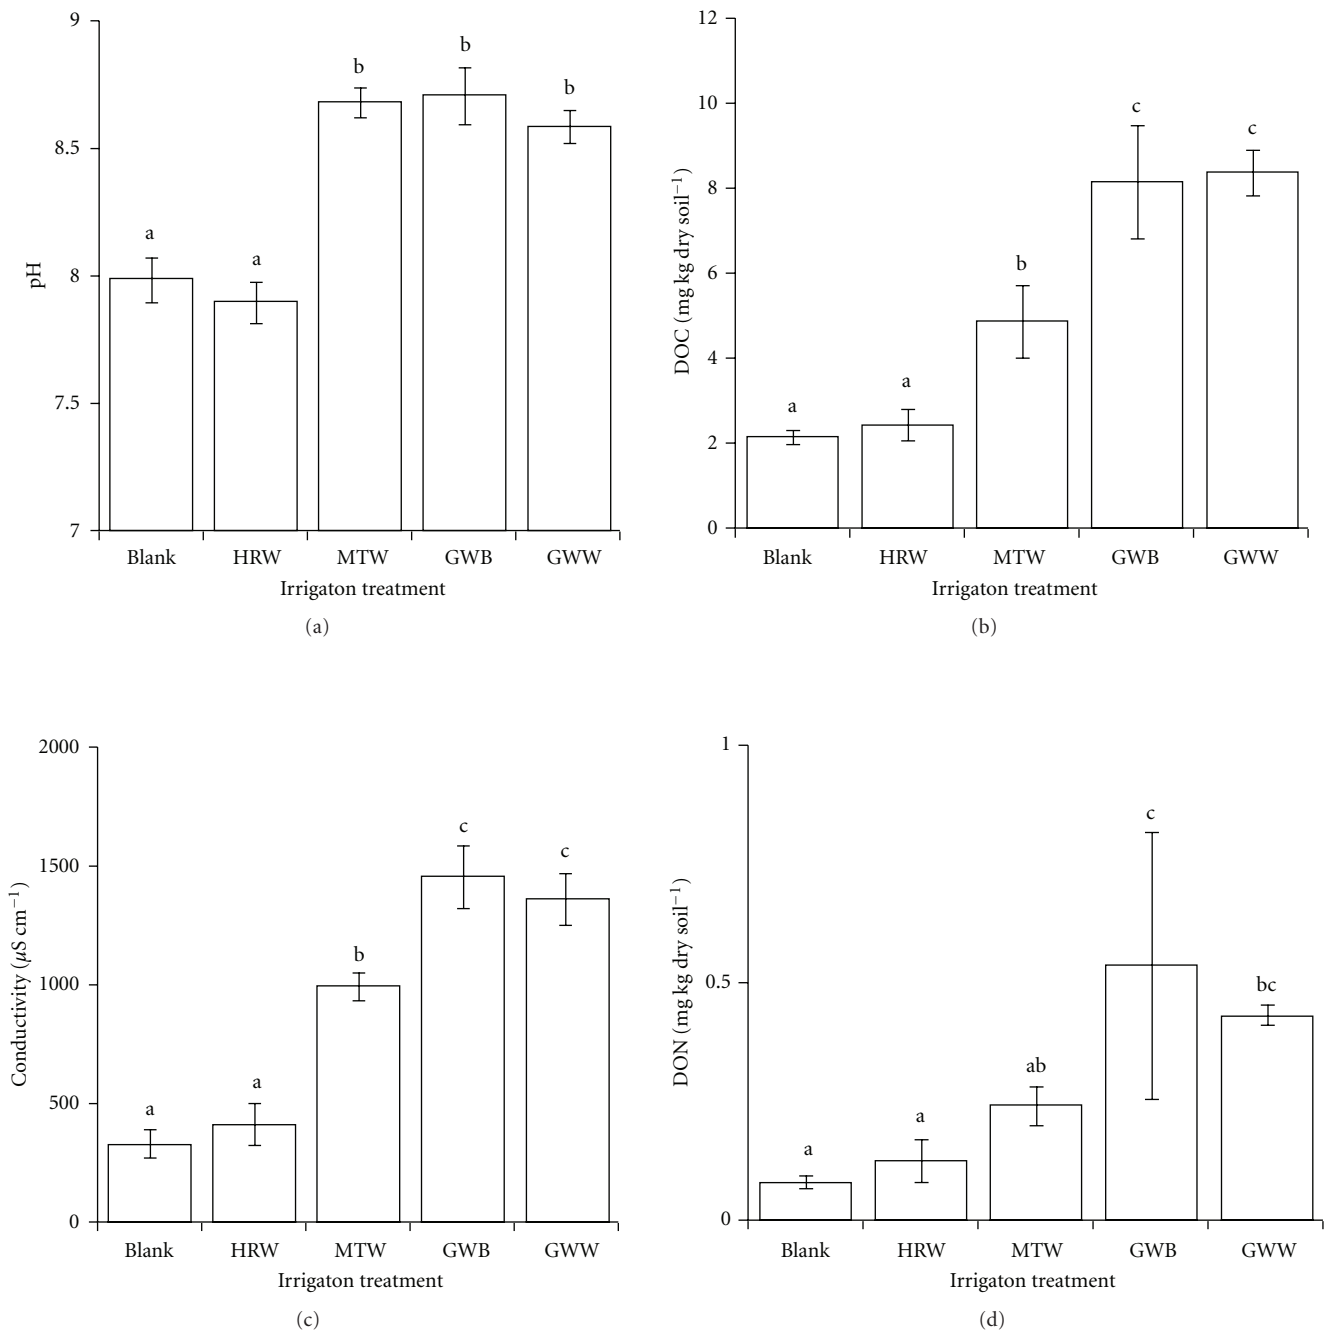 9
8.5
8
7.5
7
pH
a
a
b
b
b
Blank HRW MTW GWB GWW
Irrigaton treatment
(a)
12
10
8
6
4
2
0
DOC (mg kg dry soil−1)
a
a
b
c
c
Blank HRW MTW GWB GWW
Irrigaton treatment
(b)
2000
1500
1000
500
0
Conductivity (μS cm−1)
a
a
b
c
c
Blank HRW MTW GWB GWW
Irrigaton treatment
(c)
1
0.5
0
DON (mg kg dry soil−1)
a
a
ab
c
bc
Blank HRW MTW GWB GWW
Irrigaton treatment
(d)